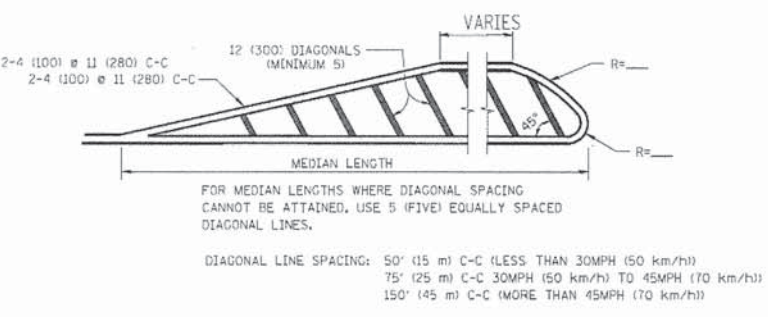 VARIES
12 (300) DIAGONALS
(MINIMUM 5)
2-4 (100) @ 11 (280) C-C
2-4 (100) @ 11 (280) C-C
R=___
45°
R=___
MEDIAN LENGTH
FOR MEDIAN LENGTHS WHERE DIAGONAL SPACING
CANNOT BE ATTAINED, USE 5 (FIVE) EQUALLY SPACED
DIAGONAL LINES.
DIAGONAL LINE SPACING: 50' (15 m) C-C (LESS THAN 30MPH (50 km/h))
75' (25 m) C-C 30MPH (50 km/h) TO 45MPH (70 km/h))
150' (45 m) C-C (MORE THAN 45MPH (70 km/h))